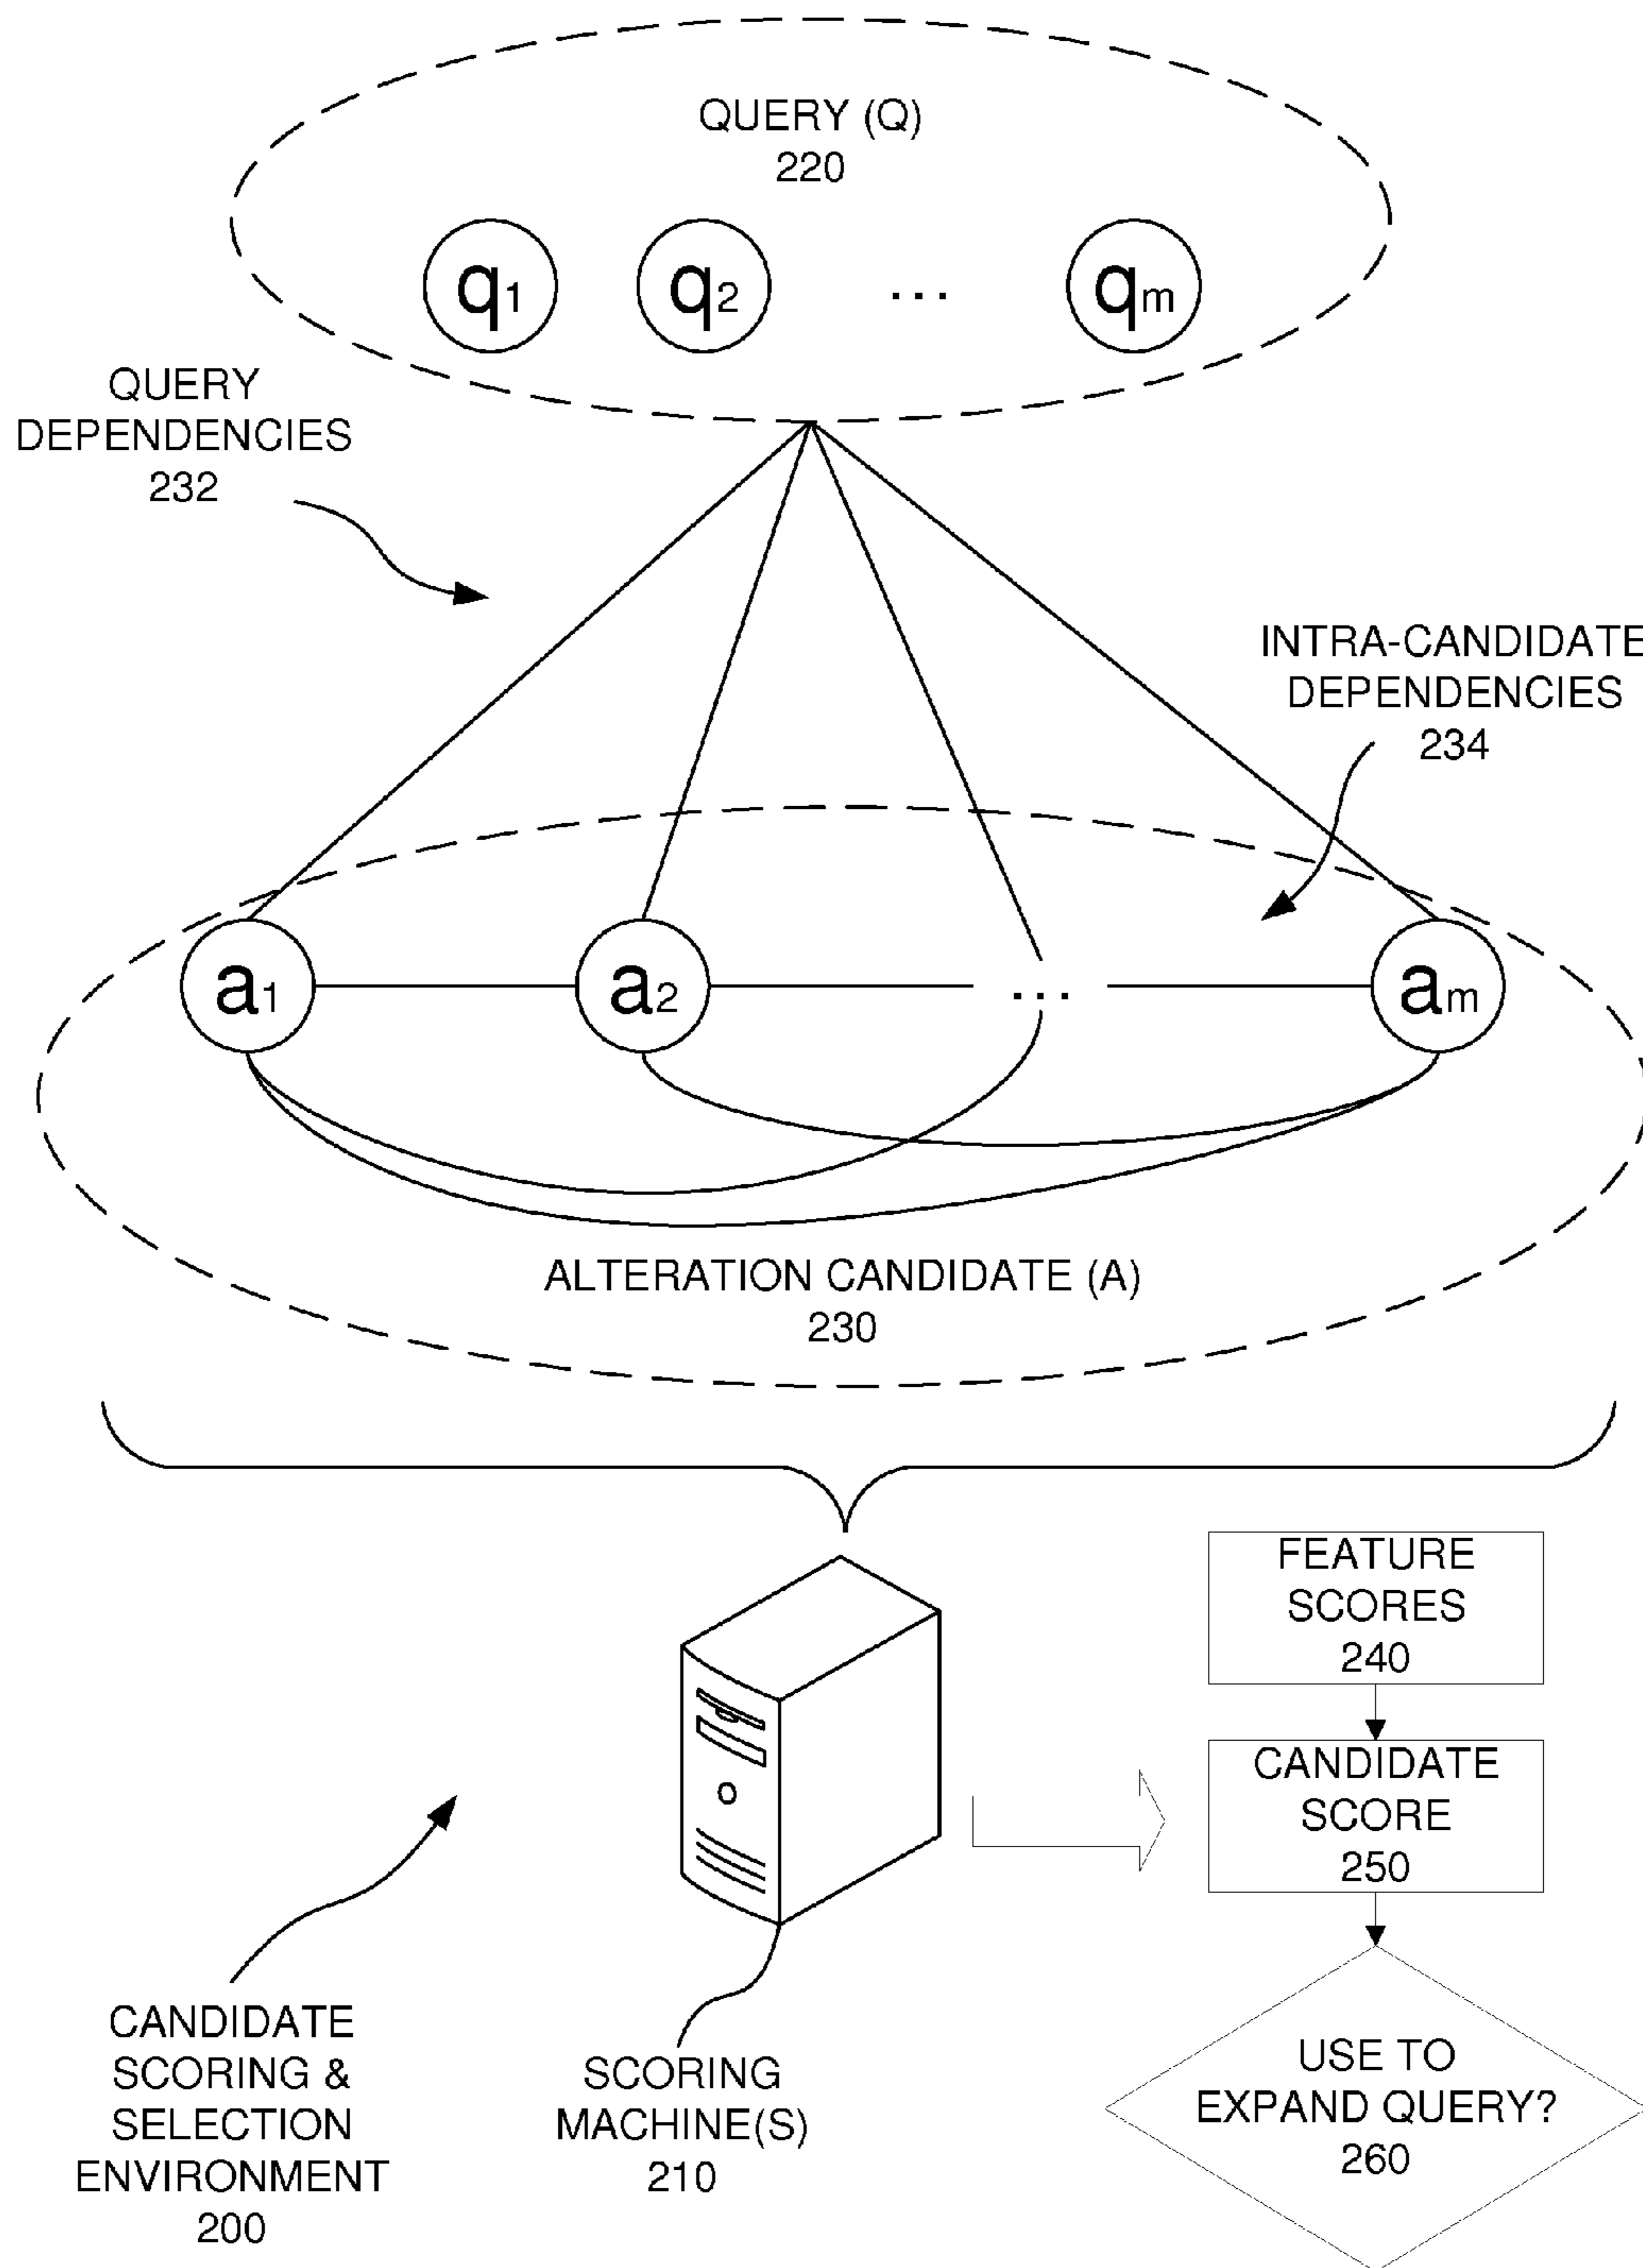 QUERY (Q)
220
q1 q2 ... qm
QUERY
DEPENDENCIES
232
INTRA-CANDIDATE
DEPENDENCIES
234
a1 a2 ... am
ALTERATION CANDIDATE (A)
230
FEATURE
SCORES
240
CANDIDATE
SCORE
250
CANDIDATE
SCORING &
SELECTION
ENVIRONMENT
200
SCORING
MACHINE(S)
210
USE TO
EXPAND QUERY?
260